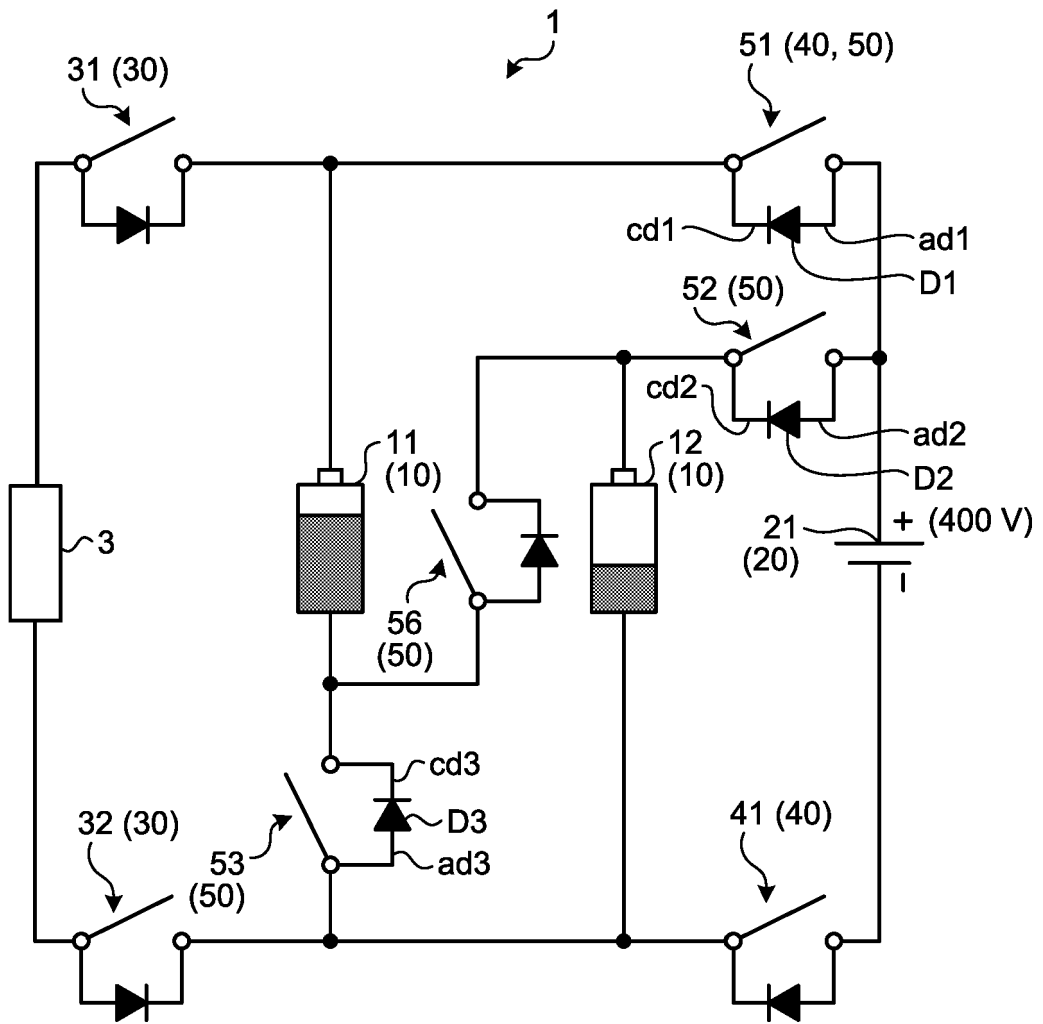 1
31 (30)
51 (40, 50)
cd1
ad1
D1
52 (50)
cd2
ad2
D2
11
(10)
12
(10)
3
21
(20)
+ (400 V)
−
56
(50)
cd3
D3
ad3
53
(50)
32 (30)
41 (40)